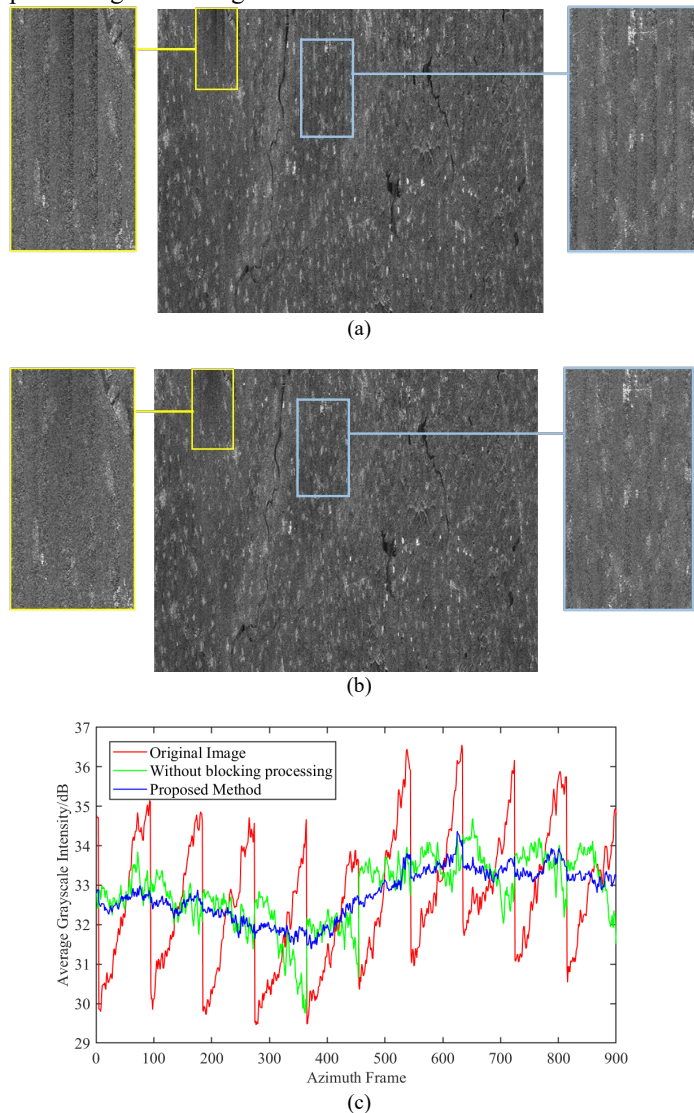 (a)
(b)
37
36
35
34
33
32
31
30
29
Original Image
Without blocking processing
Proposed Method
Average Grayscale Intensity/dB
0 100 200 300 400 500 600 700 800 900
Azimuth Frame
(c)